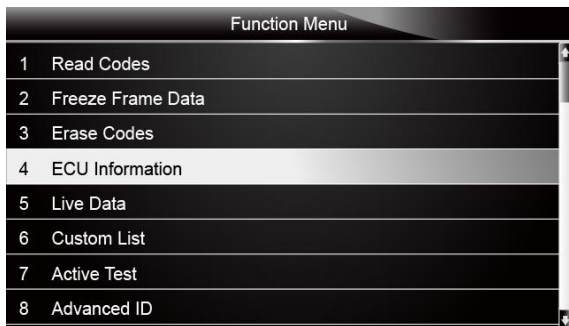 Function Menu
1 Read Codes
2 Freeze Frame Data
3 Erase Codes
4 ECU Information
5 Live Data
6 Custom List
7 Active Test
8 Advanced ID